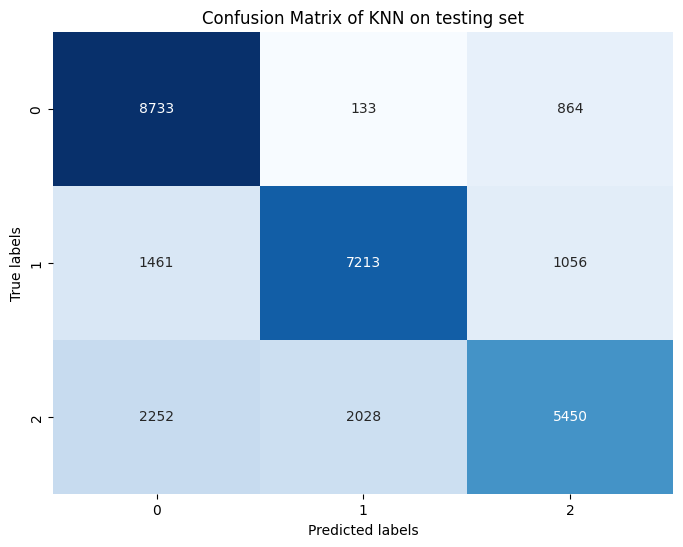 Confusion Matrix of KNN on testing set
True labels
0 8733 133 864
1 1461 7213 1056
2 2252 2028 5450
0 1 2
Predicted labels